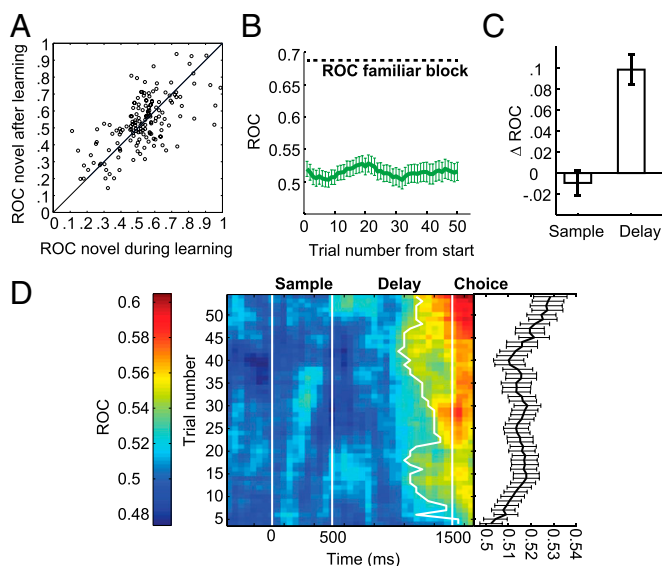 A
ROC novel after learning
1
.9
.8
.7
.6
.5
.4
.3
.2
.1
0 .1 .2 .3 .4 .5 .6 .7 .8 .9 1
ROC novel during learning
B
ROC
0.7
0.65
0.6
0.55
0.5
ROC familiar block
0 10 20 30 40 50
Trial number from start
C
Δ ROC
.1
.08
.06
.04
.02
0
-.02
Sample Delay
D
ROC
0.6
0.58
0.56
0.54
0.52
0.50
0.48
Trial number
50
45
40
35
30
25
20
15
10
5
Sample Delay Choice
0 500 1500
Time (ms)
0.5 0.51 0.52 0.53 0.54